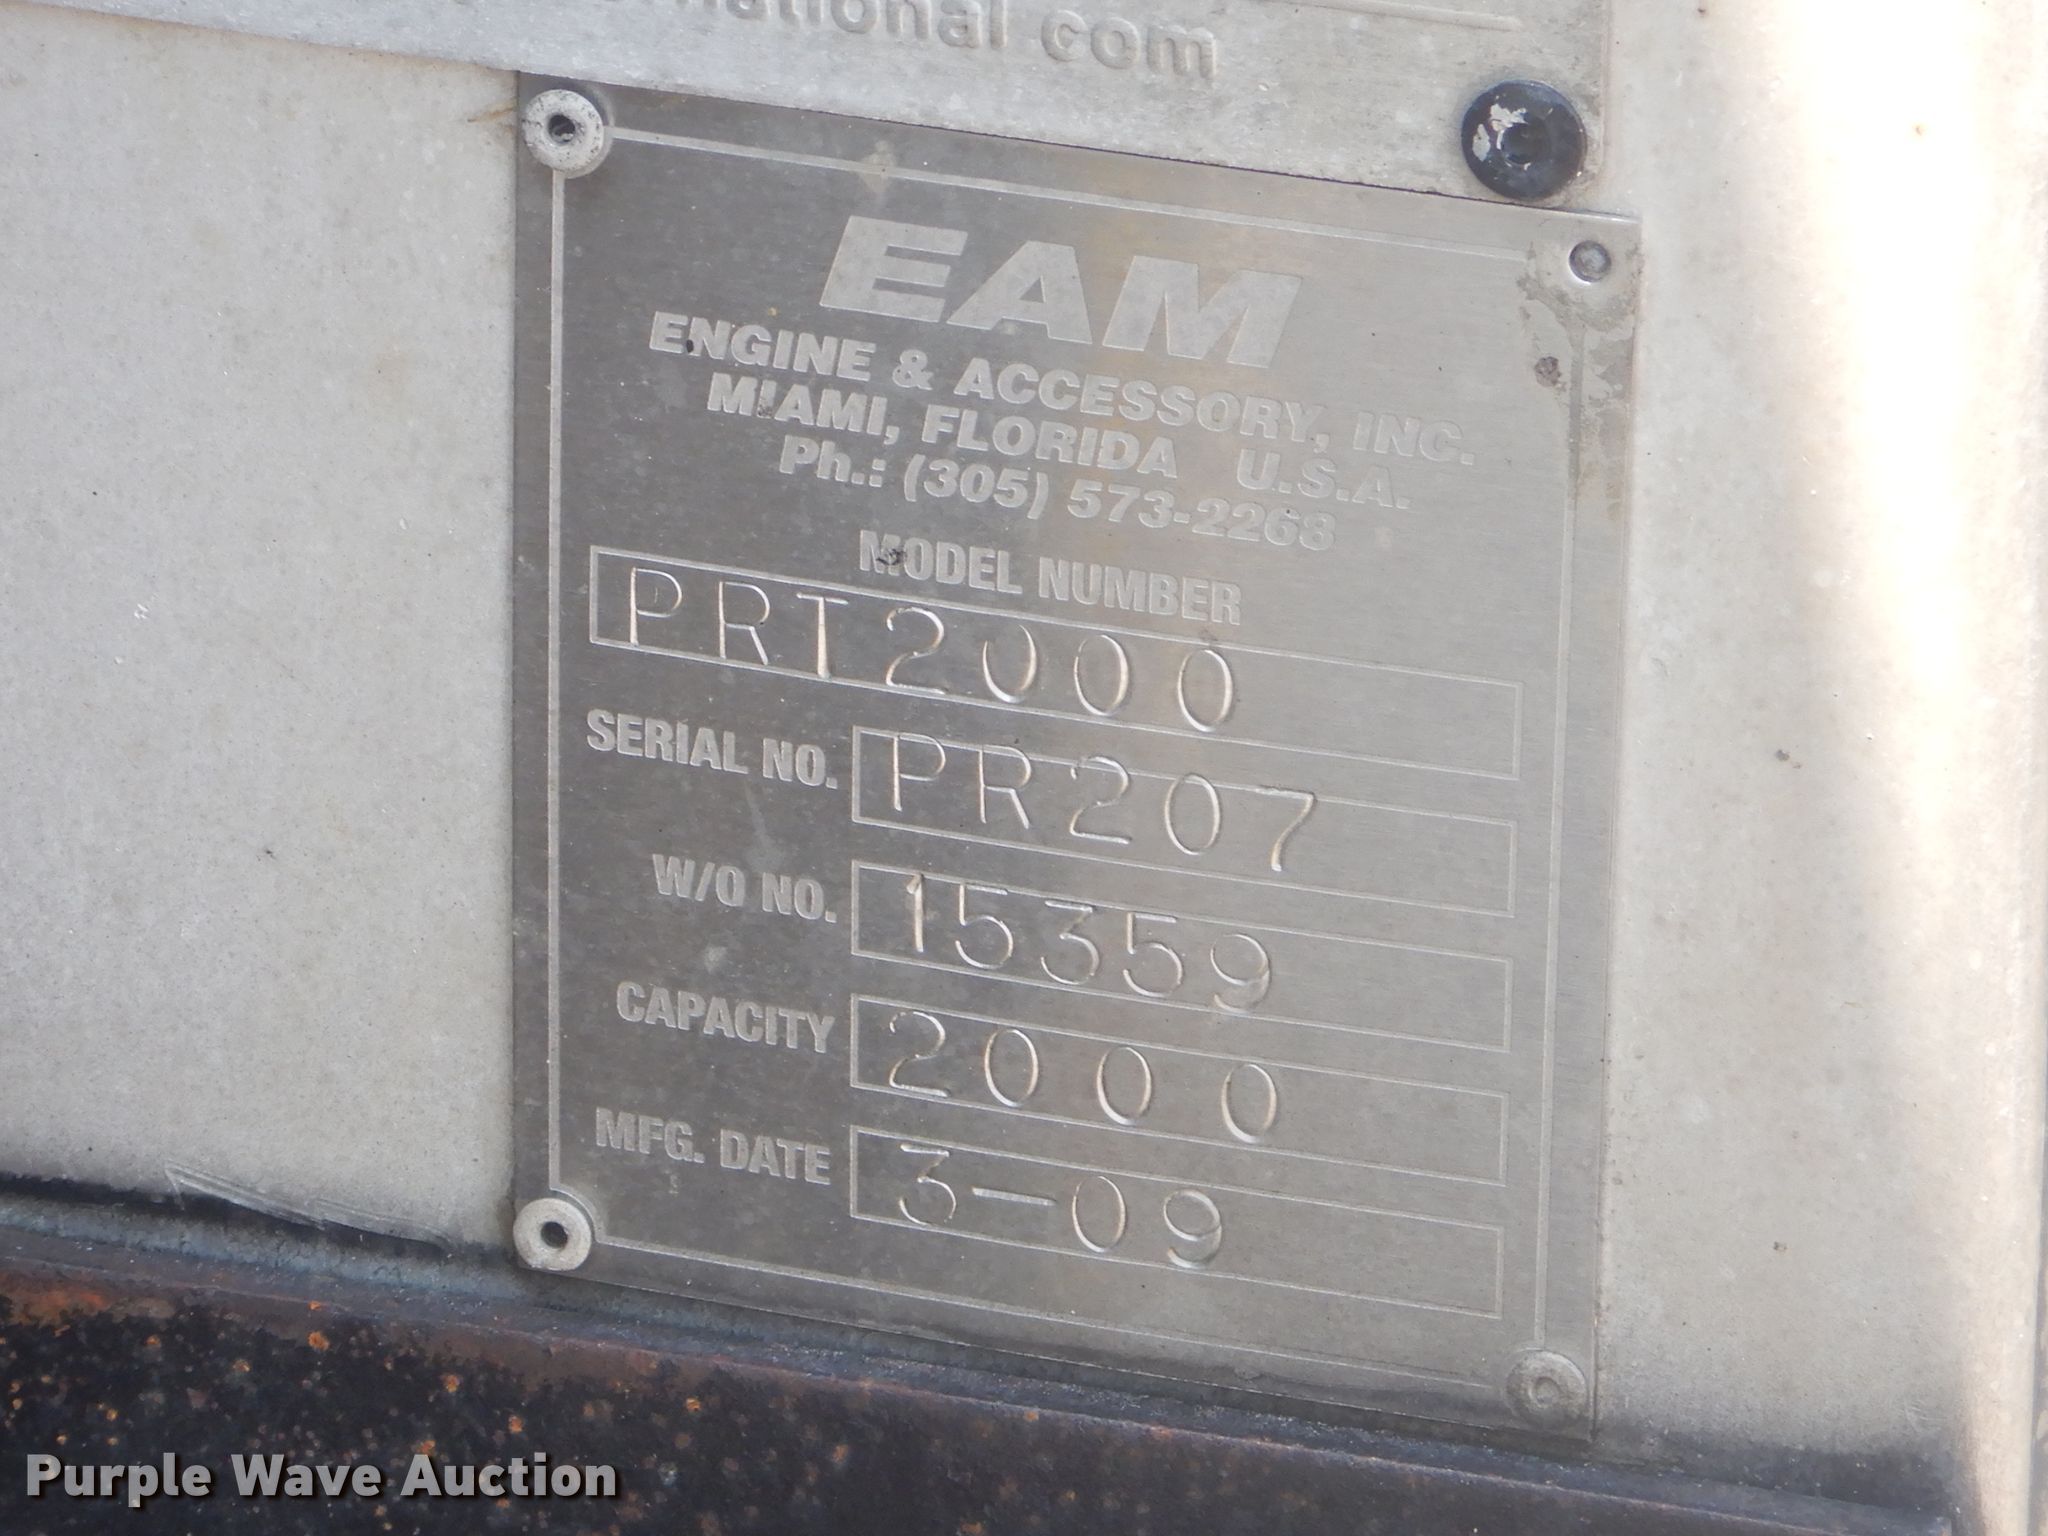 national com
EAM
ENGINE & ACCESSORY, INC.
MIAMI, FLORIDA U.S.A.
Ph.: (305) 573-2268
MODEL NUMBER
PRT2000
SERIAL NO. PR207
W/O NO. 15359
CAPACITY 2000
MFG. DATE 3-09
Purple Wave Auction